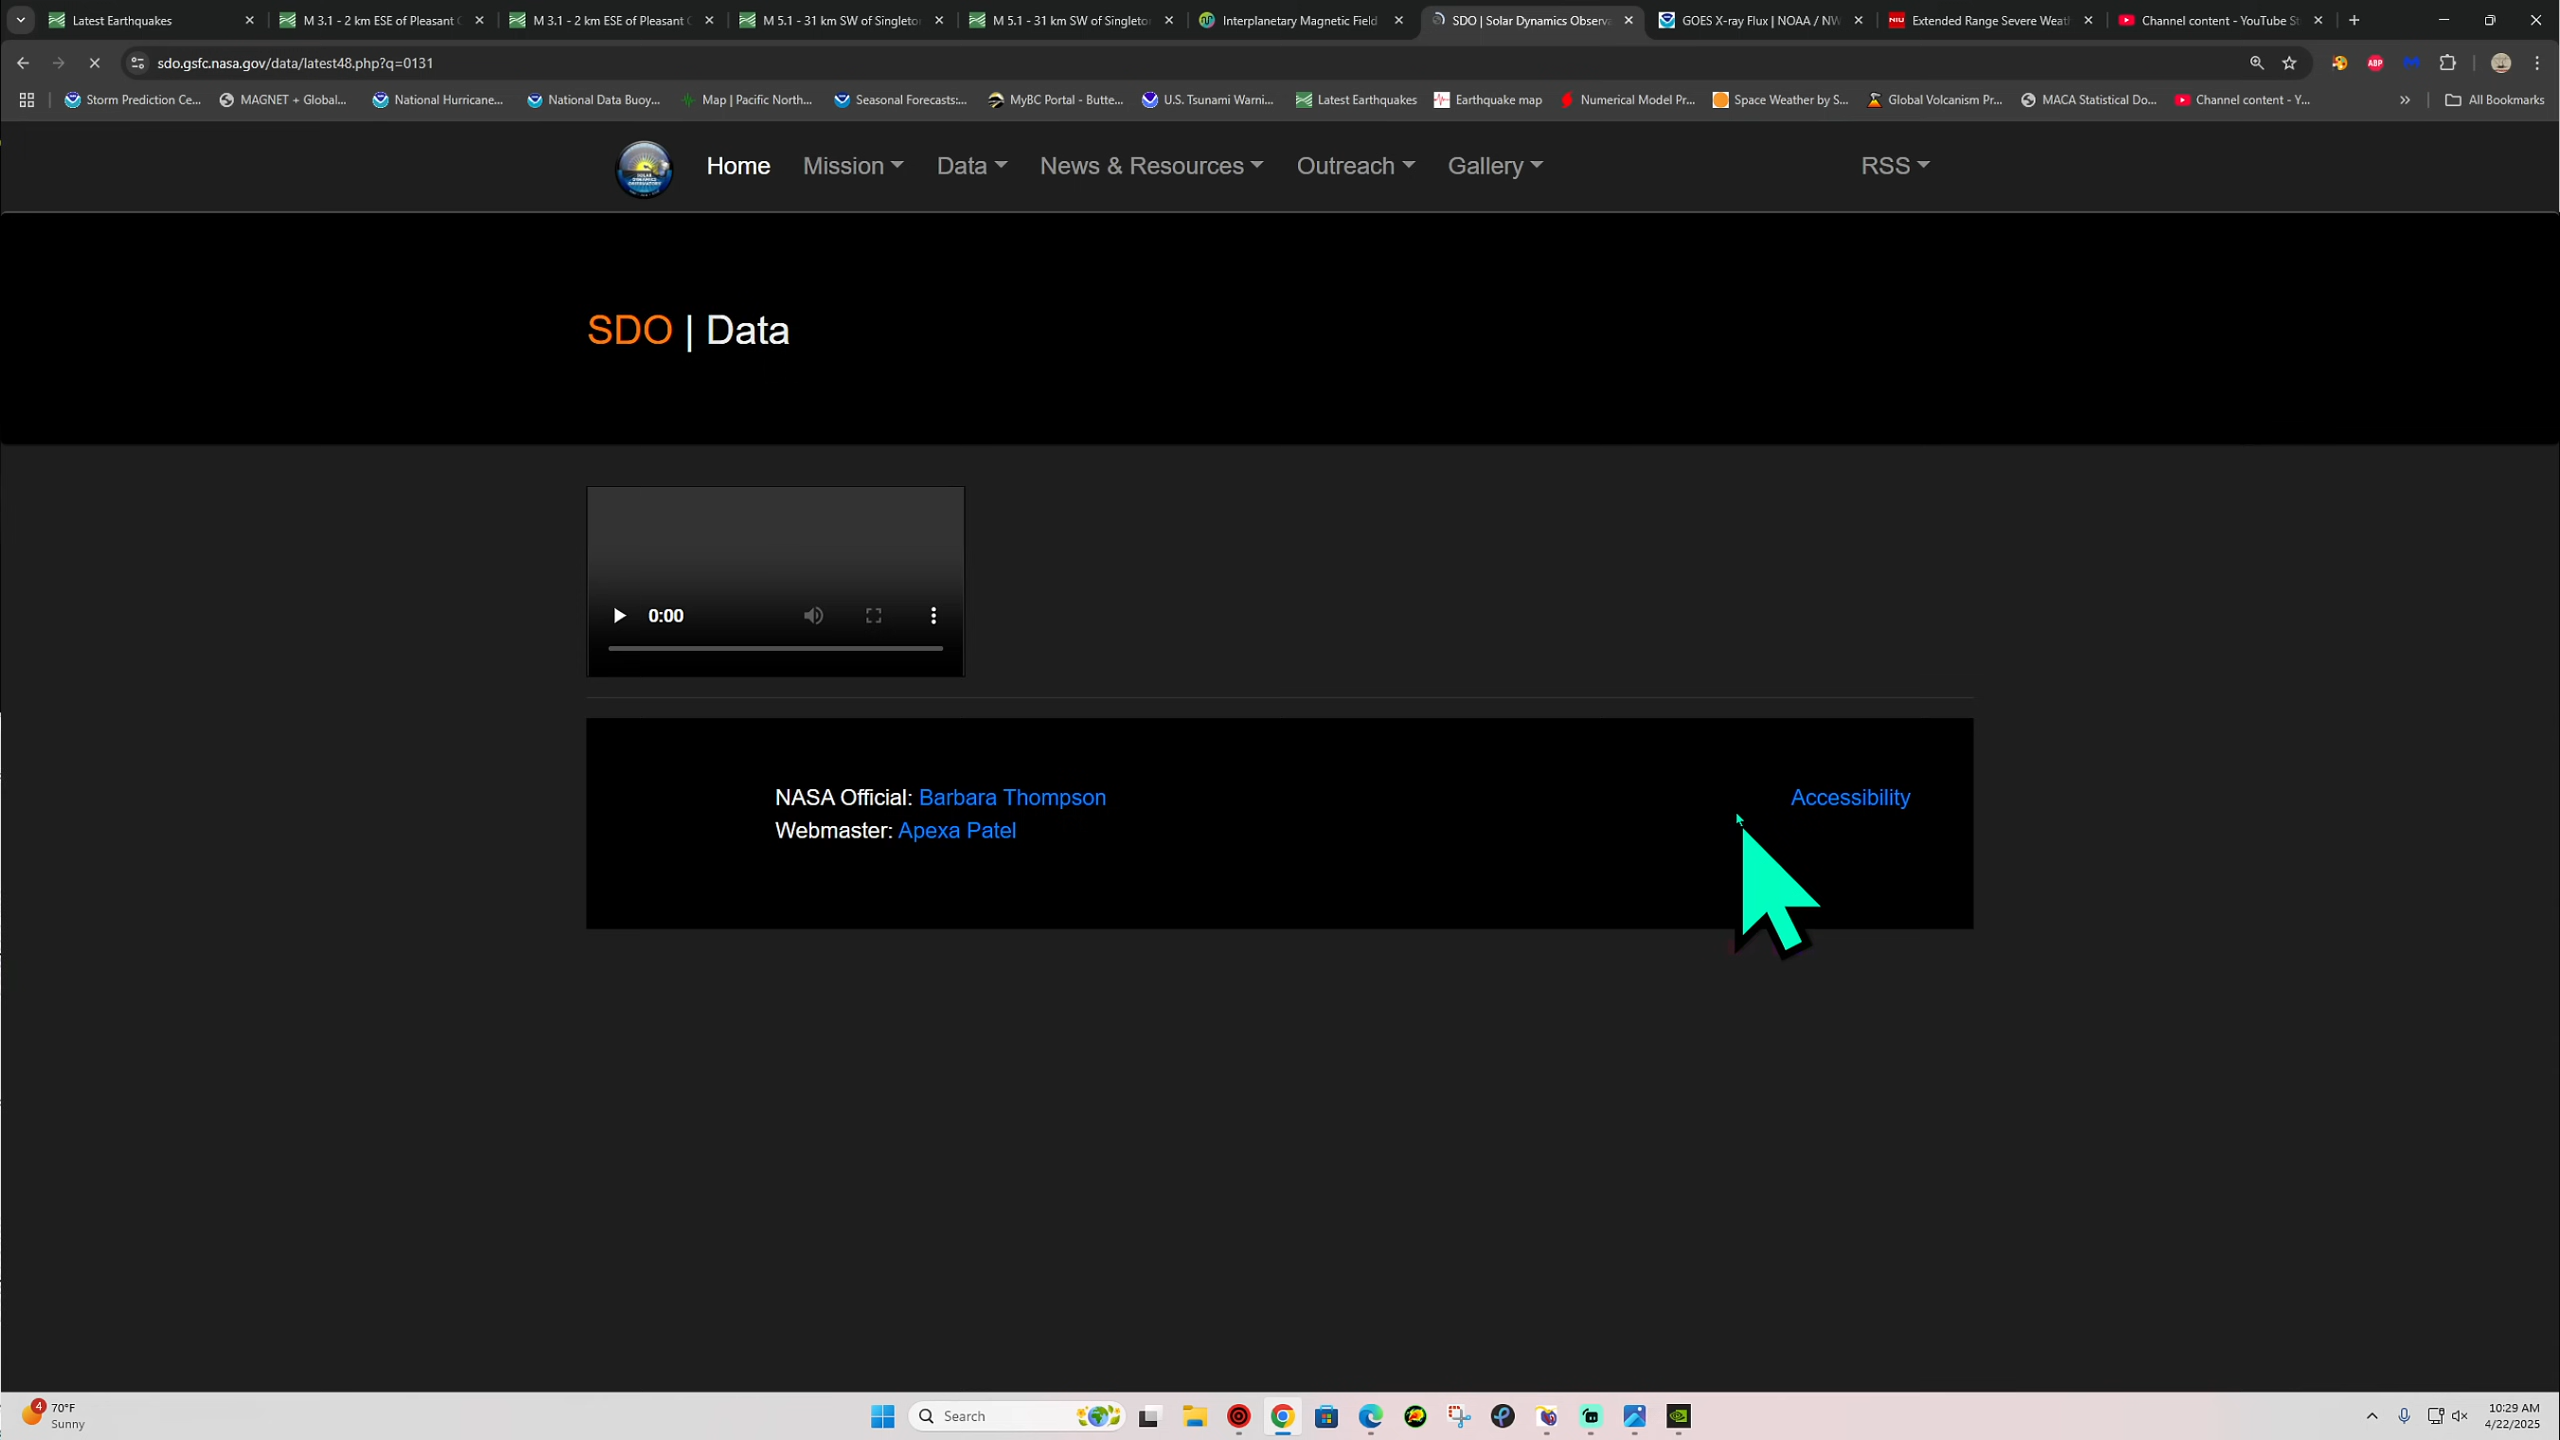 Latest Earthquakes
M 3.1 - 2 km ESE of Pleasant
M 3.1 - 2 km ESE of Pleasant
M 5.1 - 31 km SW of Singleto
M 5.1 - 31 km SW of Singleto
Interplanetary Magnetic Field
SDO | Solar Dynamics Observa
GOES X-ray Flux | NOAA / NW
NIU
Extended Range Severe Weat
Channel content - YouTube St
sdo.gsfc.nasa.gov/data/latest48.php?q=0131
ABP
Storm Prediction Ce...
MAGNET + Global...
National Hurricane...
National Data Buoy...
Map | Pacific North...
Seasonal Forecasts:...
MyBC Portal - Butte...
U.S. Tsunami Warni...
Latest Earthquakes
Earthquake map
Numerical Model Pr...
Space Weather by S...
Global Volcanism Pr...
MACA Statistical Do...
Channel content - Y...
All Bookmarks
Home
Mission
Data
News & Resources
Outreach
Gallery
RSS
SDO | Data
0:00
NASA Official: Barbara Thompson
Webmaster: Apexa Patel
Accessibility
4
70°F
Sunny
Search
10:29 AM
4/22/2025